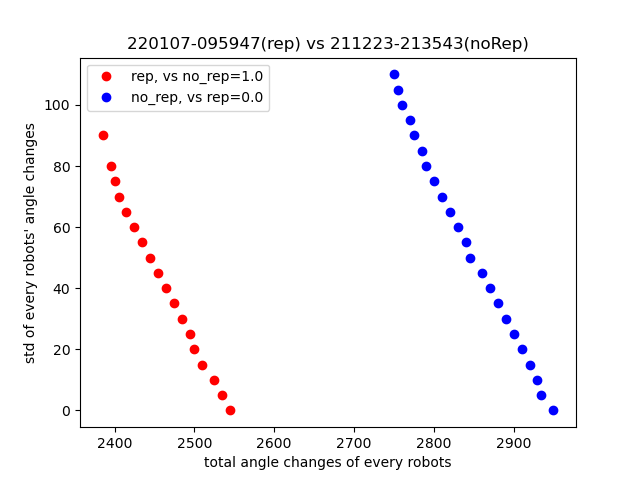 220107-095947(rep) vs 211223-213543(noRep)
rep, vs no_rep=1.0
no_rep, vs rep=0.0
std of every robots' angle changes
100
80
60
40
20
0
2400 2500 2600 2700 2800 2900
total angle changes of every robots